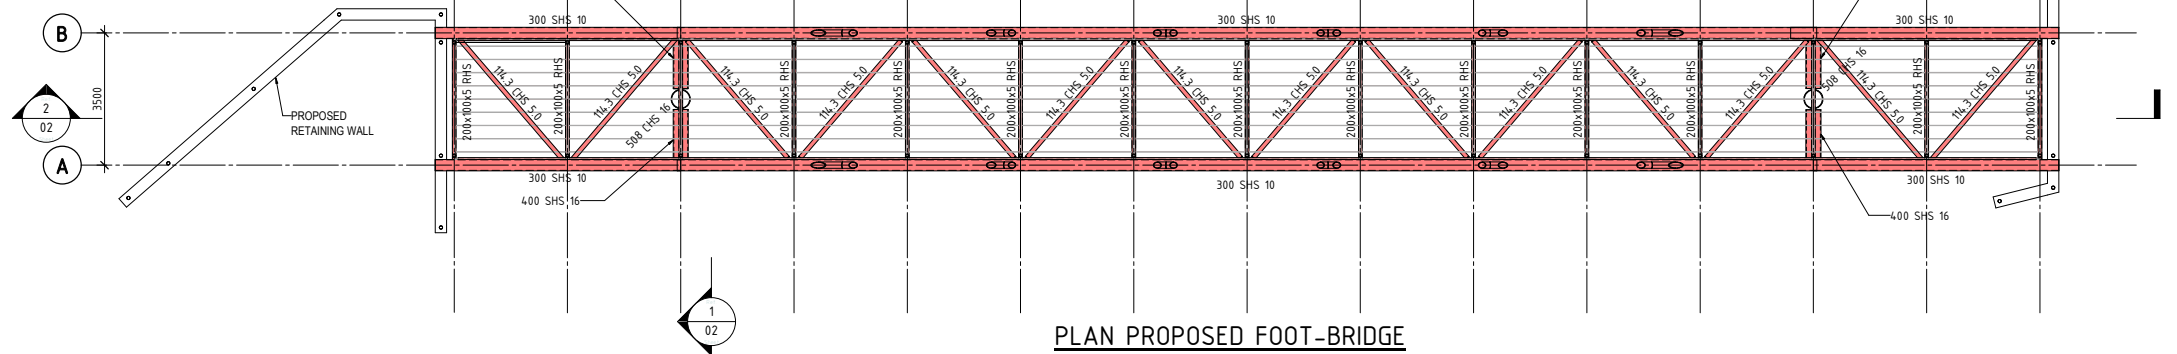 300 SHS 10
300 SHS 10
300 SHS 10
B
3500
2
02
A
PROPOSED
RETAINING WALL
200x100x5 RHS
114.3 CHS 5.0
200x100x5 RHS
114.3 CHS 5.0
508 CHS 16
114.3 CHS 5.0
200x100x5 RHS
114.3 CHS 5.0
200x100x5 RHS
114.3 CHS 5.0
200x100x5 RHS
114.3 CHS 5.0
200x100x5 RHS
114.3 CHS 5.0
200x100x5 RHS
114.3 CHS 5.0
200x100x5 RHS
114.3 CHS 5.0
200x100x5 RHS
114.3 CHS 5.0
200x100x5 RHS
114.3 CHS 5.0
200x100x5 RHS
114.3 CHS 5.0
508 CHS 16
114.3 CHS 5.0
200x100x5 RHS
114.3 CHS 5.0
200x100x5 RHS
300 SHS 10
300 SHS 10
300 SHS 10
400 SHS 16
400 SHS 16
1
02
PLAN PROPOSED FOOT-BRIDGE